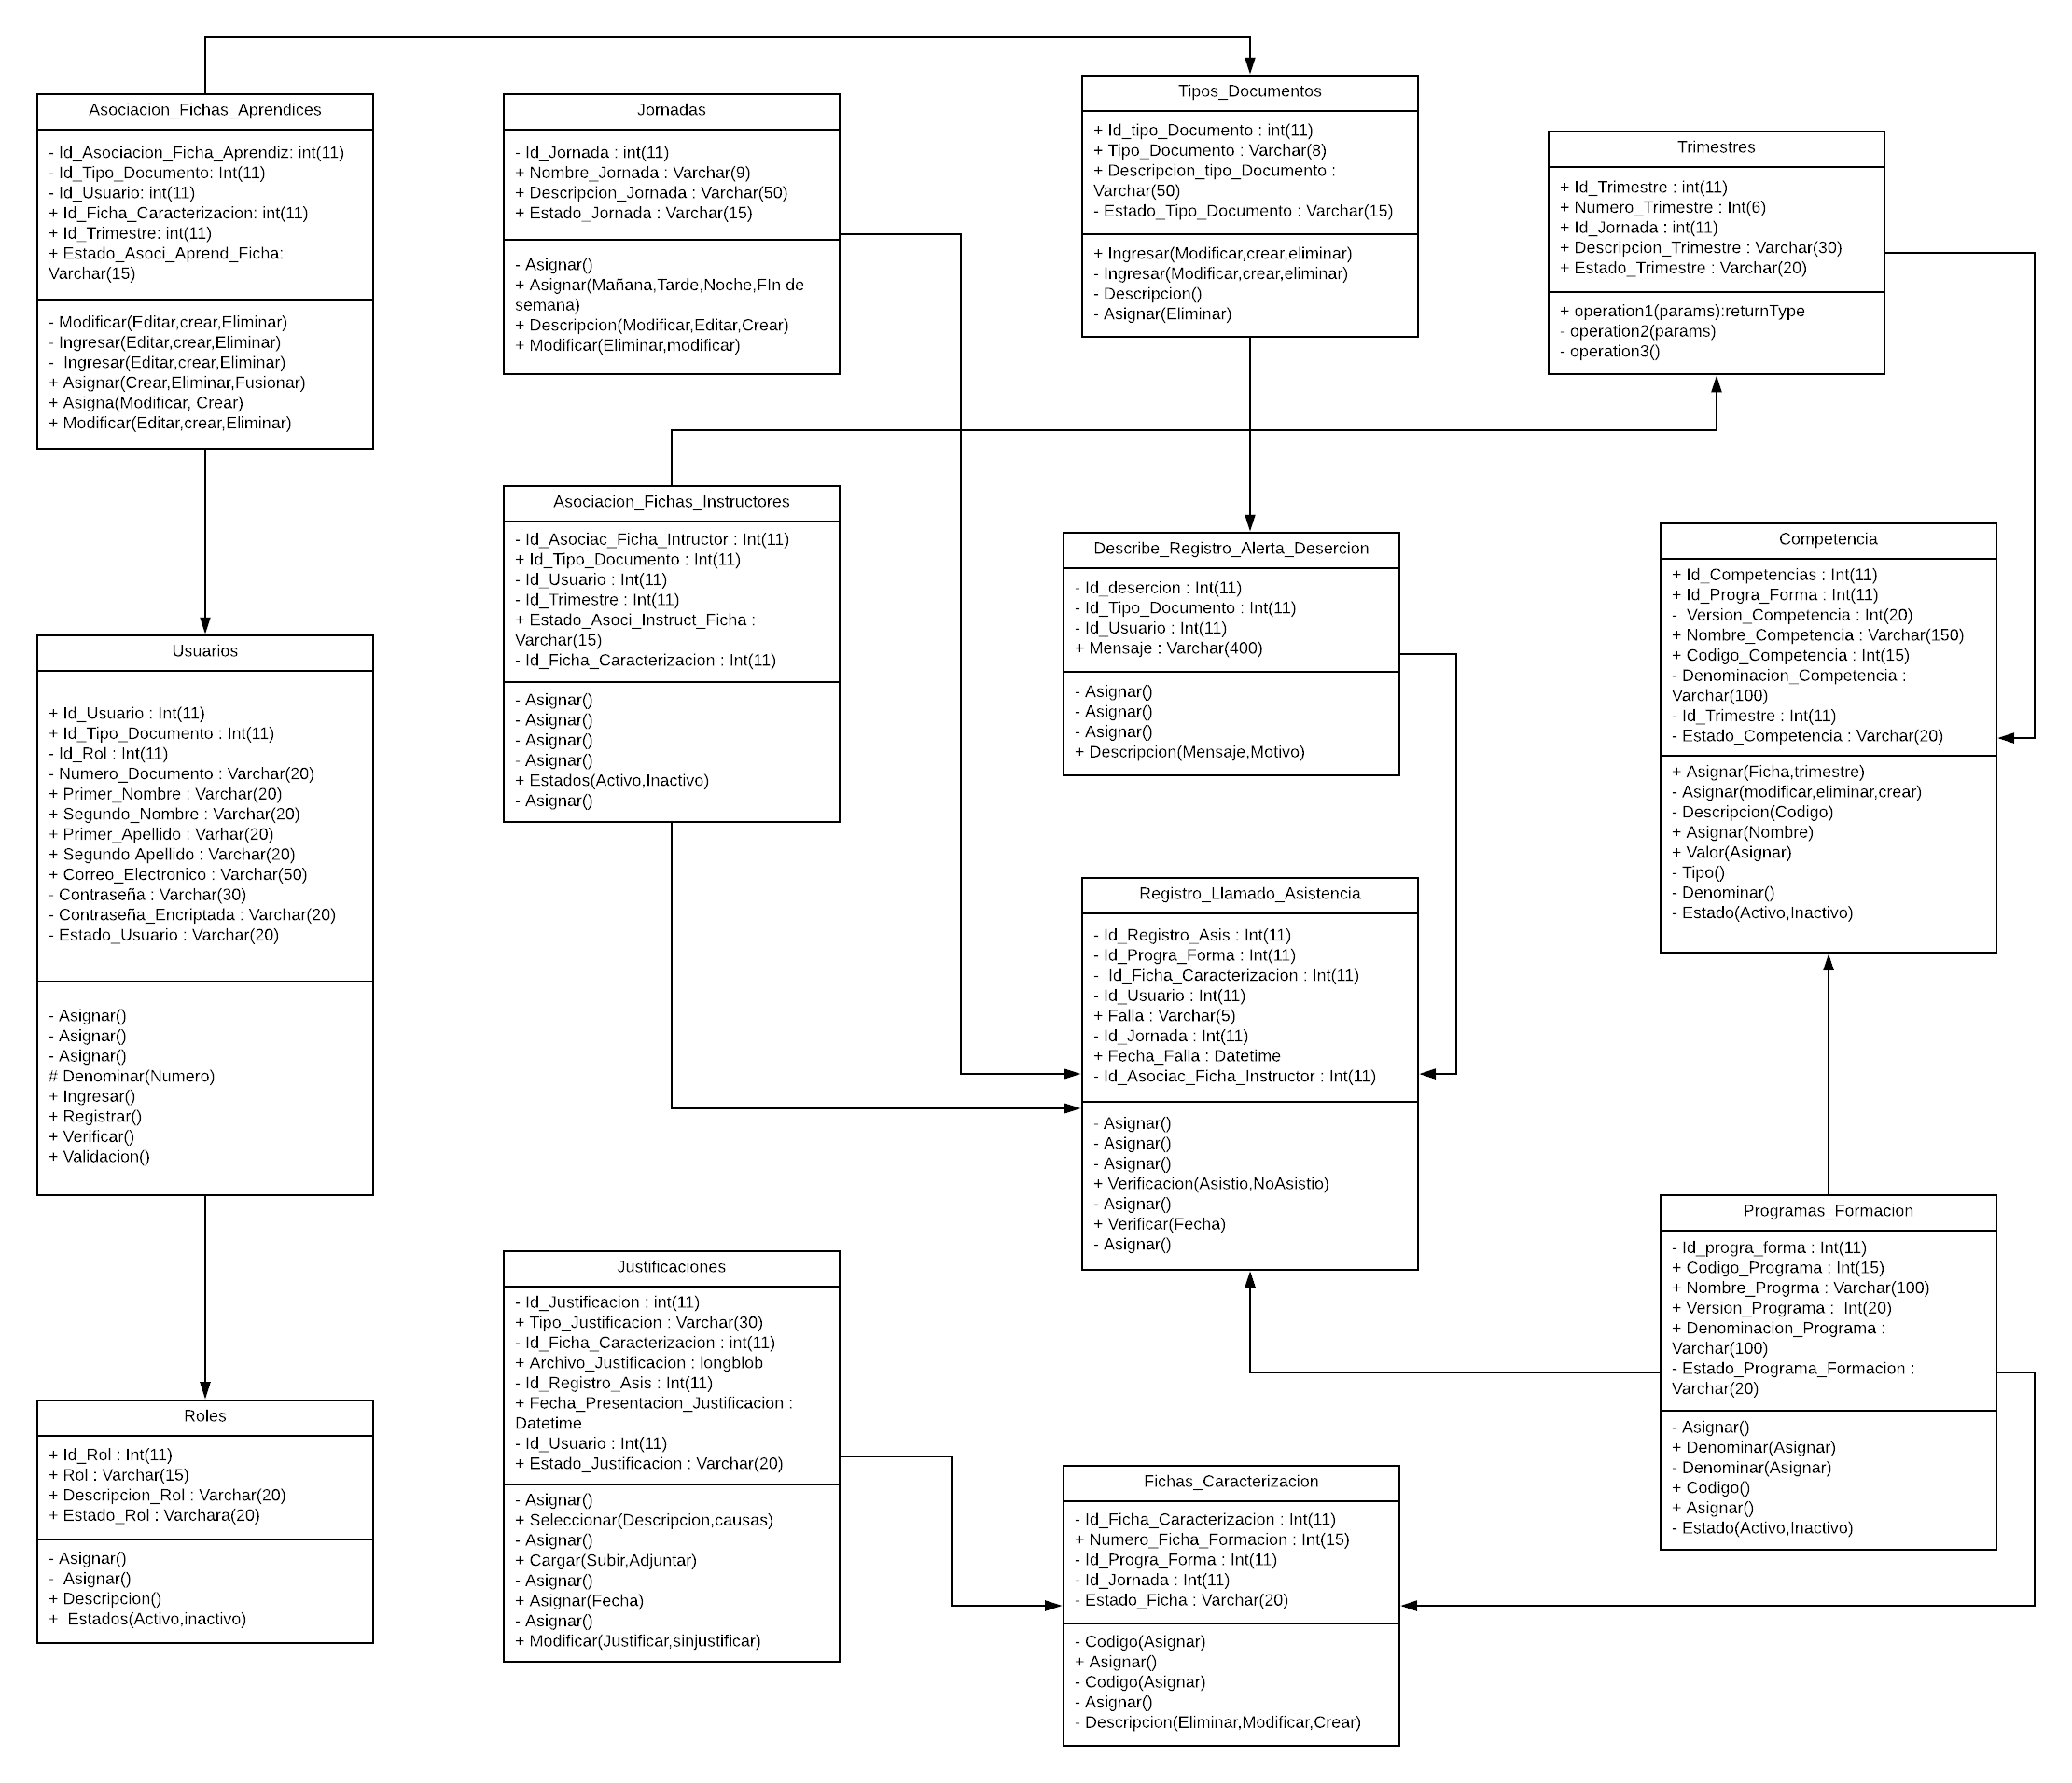 Asociacion_Fichas_Aprendices
- Id_Asociacion_Ficha_Aprendiz: int(11)
- Id_Tipo_Documento: Int(11)
- Id_Usuario: int(11)
+ Id_Ficha_Caracterizacion: int(11)
+ Id_Trimestre: int(11)
+ Estado_Asoci_Aprend_Ficha:
Varchar(15)
- Modificar(Editar,crear,Eliminar)
- Ingresar(Editar,crear,Eliminar)
-  Ingresar(Editar,crear,Eliminar)
+ Asignar(Crear,Eliminar,Fusionar)
+ Asigna(Modificar, Crear)
+ Modificar(Editar,crear,Eliminar)
Jornadas
- Id_Jornada : int(11)
+ Nombre_Jornada : Varchar(9)
+ Descripcion_Jornada : Varchar(50)
+ Estado_Jornada : Varchar(15)
- Asignar()
+ Asignar(Mañana,Tarde,Noche,FIn de
semana)
+ Descripcion(Modificar,Editar,Crear)
+ Modificar(Eliminar,modificar)
Tipos_Documentos
+ Id_tipo_Documento : int(11)
+ Tipo_Documento : Varchar(8)
+ Descripcion_tipo_Documento :
Varchar(50)
- Estado_Tipo_Documento : Varchar(15)
+ Ingresar(Modificar,crear,eliminar)
- Ingresar(Modificar,crear,eliminar)
- Descripcion()
- Asignar(Eliminar)
Trimestres
+ Id_Trimestre : int(11)
+ Numero_Trimestre : Int(6)
+ Id_Jornada : int(11)
+ Descripcion_Trimestre : Varchar(30)
+ Estado_Trimestre : Varchar(20)
+ operation1(params):returnType
- operation2(params)
- operation3()
Asociacion_Fichas_Instructores
- Id_Asociac_Ficha_Intructor : Int(11)
+ Id_Tipo_Documento : Int(11)
- Id_Usuario : Int(11)
- Id_Trimestre : Int(11)
+ Estado_Asoci_Instruct_Ficha :
Varchar(15)
- Id_Ficha_Caracterizacion : Int(11)
- Asignar()
- Asignar()
- Asignar()
- Asignar()
+ Estados(Activo,Inactivo)
- Asignar()
Describe_Registro_Alerta_Desercion
- Id_desercion : Int(11)
- Id_Tipo_Documento : Int(11)
- Id_Usuario : Int(11)
+ Mensaje : Varchar(400)
- Asignar()
- Asignar()
- Asignar()
+ Descripcion(Mensaje,Motivo)
Competencia
+ Id_Competencias : Int(11)
+ Id_Progra_Forma : Int(11)
-  Version_Competencia : Int(20)
+ Nombre_Competencia : Varchar(150)
+ Codigo_Competencia : Int(15)
- Denominacion_Competencia :
Varchar(100)
- Id_Trimestre : Int(11)
- Estado_Competencia : Varchar(20)
+ Asignar(Ficha,trimestre)
- Asignar(modificar,eliminar,crear)
- Descripcion(Codigo)
+ Asignar(Nombre)
+ Valor(Asignar)
- Tipo()
- Denominar()
- Estado(Activo,Inactivo)
Usuarios
+ Id_Usuario : Int(11)
+ Id_Tipo_Documento : Int(11)
- Id_Rol : Int(11)
- Numero_Documento : Varchar(20)
+ Primer_Nombre : Varchar(20)
+ Segundo_Nombre : Varchar(20)
+ Primer_Apellido : Varhar(20)
+ Segundo Apellido : Varchar(20)
+ Correo_Electronico : Varchar(50)
- Contraseña : Varchar(30)
- Contraseña_Encriptada : Varchar(20)
- Estado_Usuario : Varchar(20)
- Asignar()
- Asignar()
- Asignar()
# Denominar(Numero)
+ Ingresar()
+ Registrar()
+ Verificar()
+ Validacion()
Registro_Llamado_Asistencia
- Id_Registro_Asis : Int(11)
- Id_Progra_Forma : Int(11)
-  Id_Ficha_Caracterizacion : Int(11)
- Id_Usuario : Int(11)
+ Falla : Varchar(5)
- Id_Jornada : Int(11)
+ Fecha_Falla : Datetime
- Id_Asociac_Ficha_Instructor : Int(11)
- Asignar()
- Asignar()
- Asignar()
+ Verificacion(Asistio,NoAsistio)
- Asignar()
+ Verificar(Fecha)
- Asignar()
Programas_Formacion
- Id_progra_forma : Int(11)
+ Codigo_Programa : Int(15)
+ Nombre_Progrma : Varchar(100)
+ Version_Programa :  Int(20)
+ Denominacion_Programa :
Varchar(100)
- Estado_Programa_Formacion :
Varchar(20)
- Asignar()
+ Denominar(Asignar)
- Denominar(Asignar)
+ Codigo()
+ Asignar()
- Estado(Activo,Inactivo)
Justificaciones
- Id_Justificacion : int(11)
+ Tipo_Justificacion : Varchar(30)
- Id_Ficha_Caracterizacion : int(11)
+ Archivo_Justificacion : longblob
- Id_Registro_Asis : Int(11)
+ Fecha_Presentacion_Justificacion :
Datetime
- Id_Usuario : Int(11)
+ Estado_Justificacion : Varchar(20)
- Asignar()
+ Seleccionar(Descripcion,causas)
- Asignar()
+ Cargar(Subir,Adjuntar)
- Asignar()
+ Asignar(Fecha)
- Asignar()
+ Modificar(Justificar,sinjustificar)
Roles
+ Id_Rol : Int(11)
+ Rol : Varchar(15)
+ Descripcion_Rol : Varchar(20)
+ Estado_Rol : Varchara(20)
- Asignar()
-  Asignar()
+ Descripcion()
+  Estados(Activo,inactivo)
Fichas_Caracterizacion
- Id_Ficha_Caracterizacion : Int(11)
+ Numero_Ficha_Formacion : Int(15)
- Id_Progra_Forma : Int(11)
- Id_Jornada : Int(11)
- Estado_Ficha : Varchar(20)
- Codigo(Asignar)
+ Asignar()
- Codigo(Asignar)
- Asignar()
- Descripcion(Eliminar,Modificar,Crear)